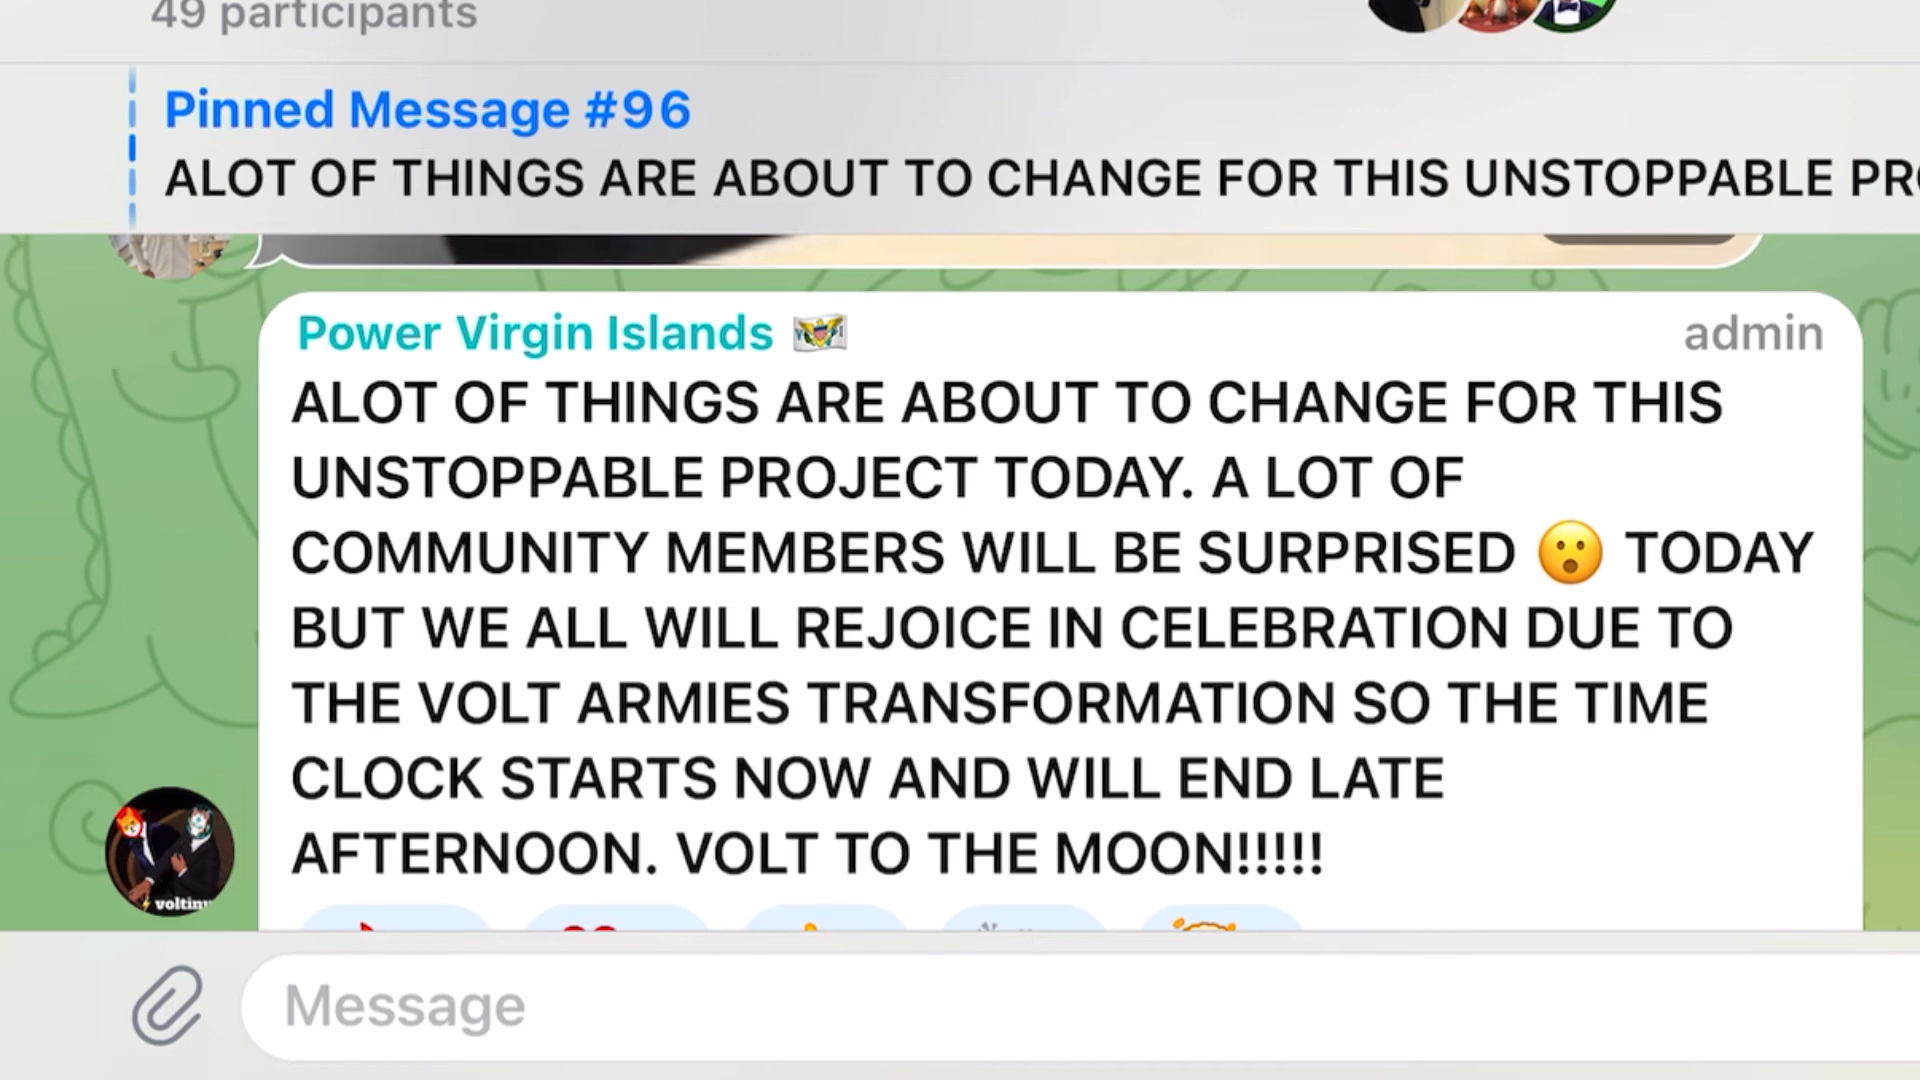 49 participants
Pinned Message #96
ALOT OF THINGS ARE ABOUT TO CHANGE FOR THIS UNSTOPPABLE
Power Virgin Islands 🇻🇮 admin
ALOT OF THINGS ARE ABOUT TO CHANGE FOR THIS
UNSTOPPABLE PROJECT TODAY. A LOT OF
COMMUNITY MEMBERS WILL BE SURPRISED 😮 TODAY
BUT WE ALL WILL REJOICE IN CELEBRATION DUE TO
THE VOLT ARMIES TRANSFORMATION SO THE TIME
CLOCK STARTS NOW AND WILL END LATE
AFTERNOON. VOLT TO THE MOON!!!!!
Message